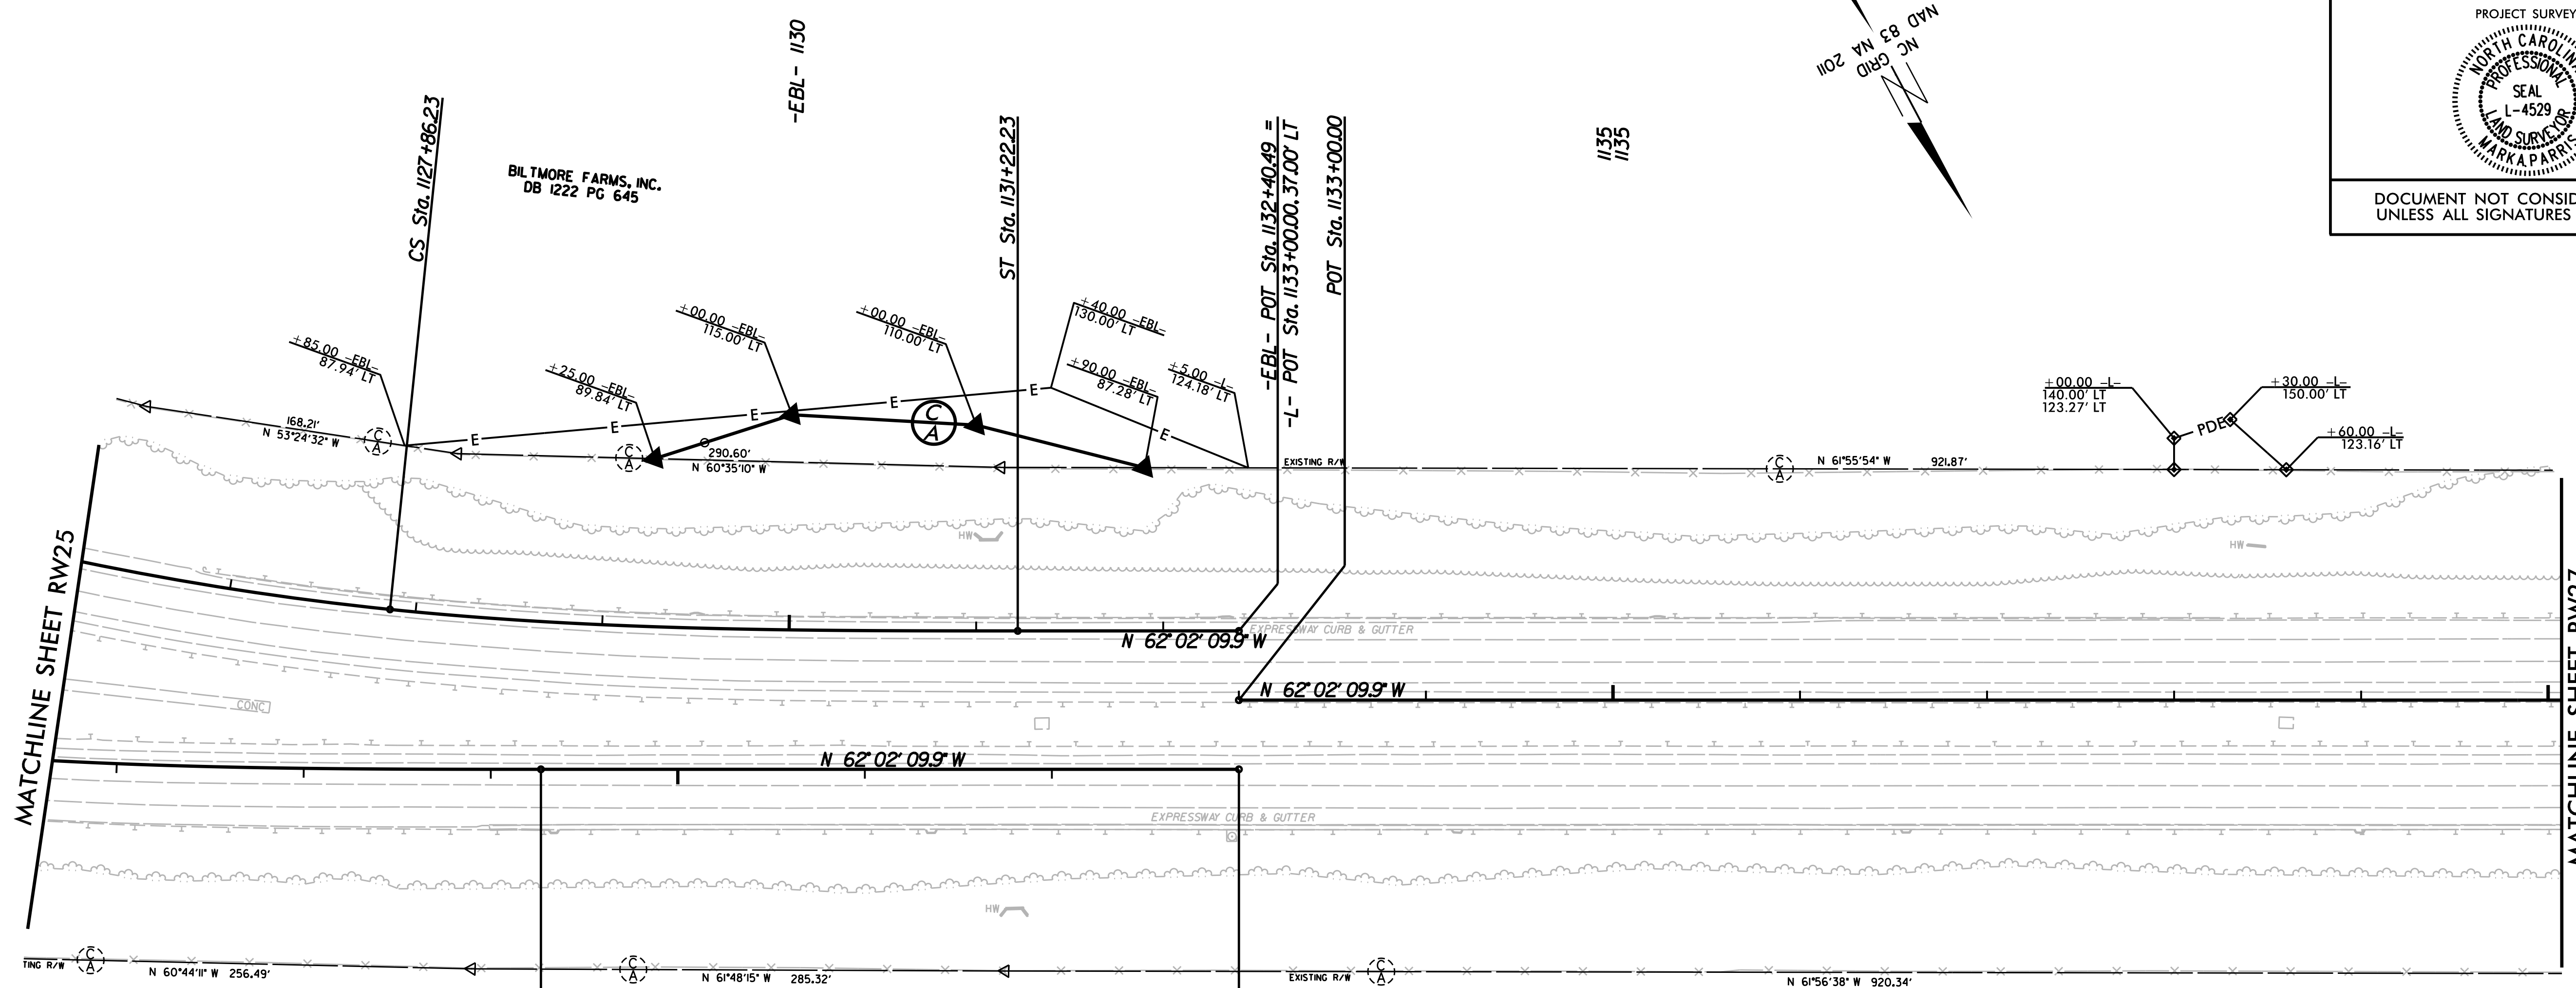 PROJECT SURVEY
NORTH CAROLIN
PROFESSIONAL
SEAL
L-4529
LAND SURVEYOR
MARK A. PARRIS
DOCUMENT NOT CONSID
UNLESS ALL SIGNATURES
NC GRID
NAD 83 NA 2011
-EBL- 1130
1135
1135
CS Sta. 1127+86.23
BILTMORE FARMS, INC.
DB 1222 PG 645
ST Sta. 1131+22.23
-EBL- POT Sta. 1132+40.49 =
-L- POT Sta. 1133+00.00, 37.00' LT
POT Sta. 1133+00.00
+85.00 -EBL-
87.94' LT
+25.00 -EBL-
89.84' LT
+00.00 -EBL-
115.00' LT
+00.00 -EBL-
110.00' LT
+40.00 -EBL-
130.00' LT
+90.00 -EBL-
87.28' LT
+5.00 -L-
124.18' LT
+00.00 -L-
140.00' LT
123.27' LT
+30.00 -L-
150.00' LT
+60.00 -L-
123.16' LT
PDE
E
E
E
E
E
E
C
A
168.21'
N 53°24'32" W
C
A
C
A
290.60'
N 60°35'10" W
EXISTING R/W
C
A
N 61°55'54" W 921.87'
HW
HW
MATCHLINE SHEET RW25
MATCHLINE SHEET RW27
EXPRESSWAY CURB & GUTTER
N 62° 02' 09.9" W
N 62° 02' 09.9" W
CONC
N 62° 02' 09.9" W
EXPRESSWAY CURB & GUTTER
HW
TING R/W
C
A
N 60°44'11" W 256.49'
C
A
N 61°48'15" W 285.32'
EXISTING R/W
C
A
N 61°56'38" W 920.34'